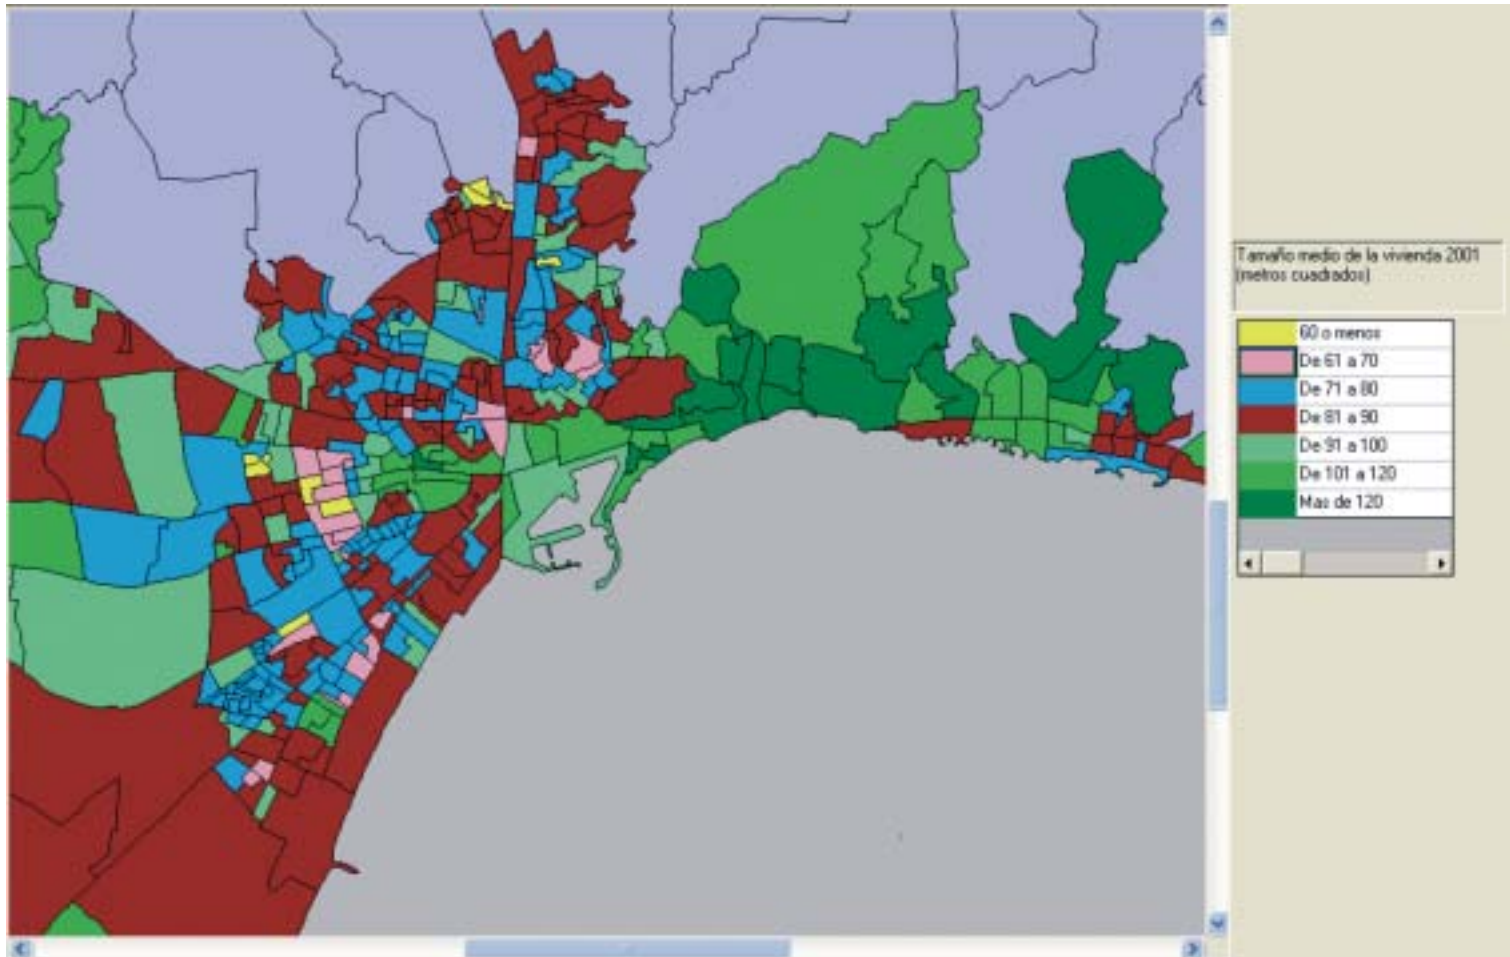 Tamaño medio de la vivienda 2001
(metros cuadrados)
60 o menos
De 61 a 70
De 71 a 80
De 81 a 90
De 91 a 100
De 101 a 120
Mas de 120